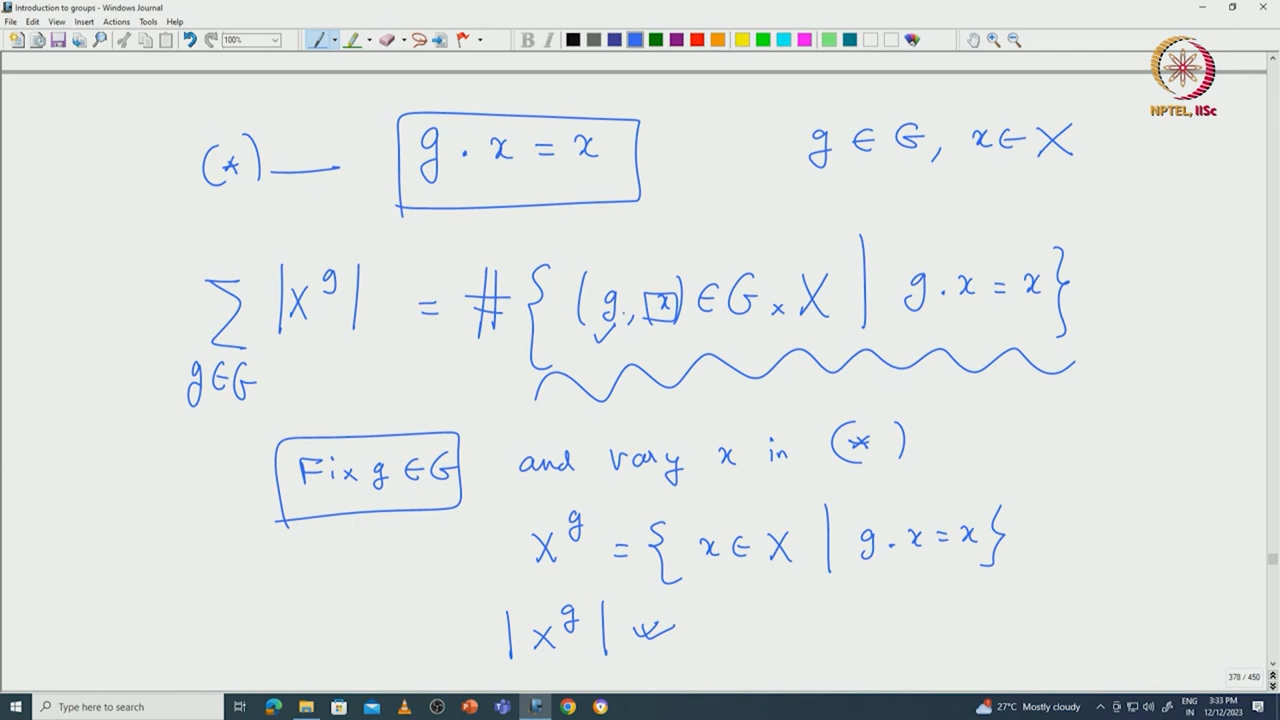 Introduction to groups - Windows Journal
File Edit View Insert Actions Tools Help
100%
B I
NPTEL, IISc
(*) — g . x = x g ∈ G, x ∈ X
∑ |X^g| = # { (g, x) ∈ G × X | g . x = x }
g∈G
Fix g ∈ G and vary x in (*)
X^g = { x ∈ X | g . x = x }
|X^g|
378 / 450
Type here to search
27°C Mostly cloudy
ENG
IN
3:33 PM
12/12/2023